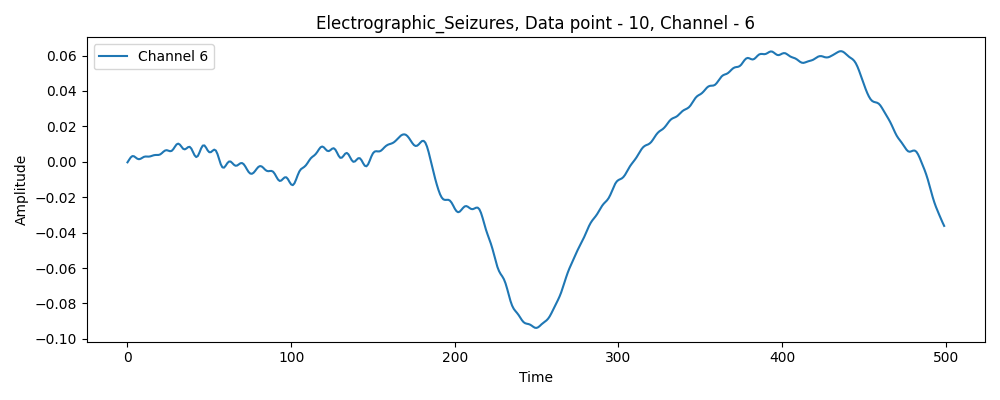 Electrographic_Seizures, Data point - 10, Channel - 6
Channel 6
Amplitude
0.06
0.04
0.02
0.00
−0.02
−0.04
−0.06
−0.08
−0.10
0 100 200 300 400 500
Time